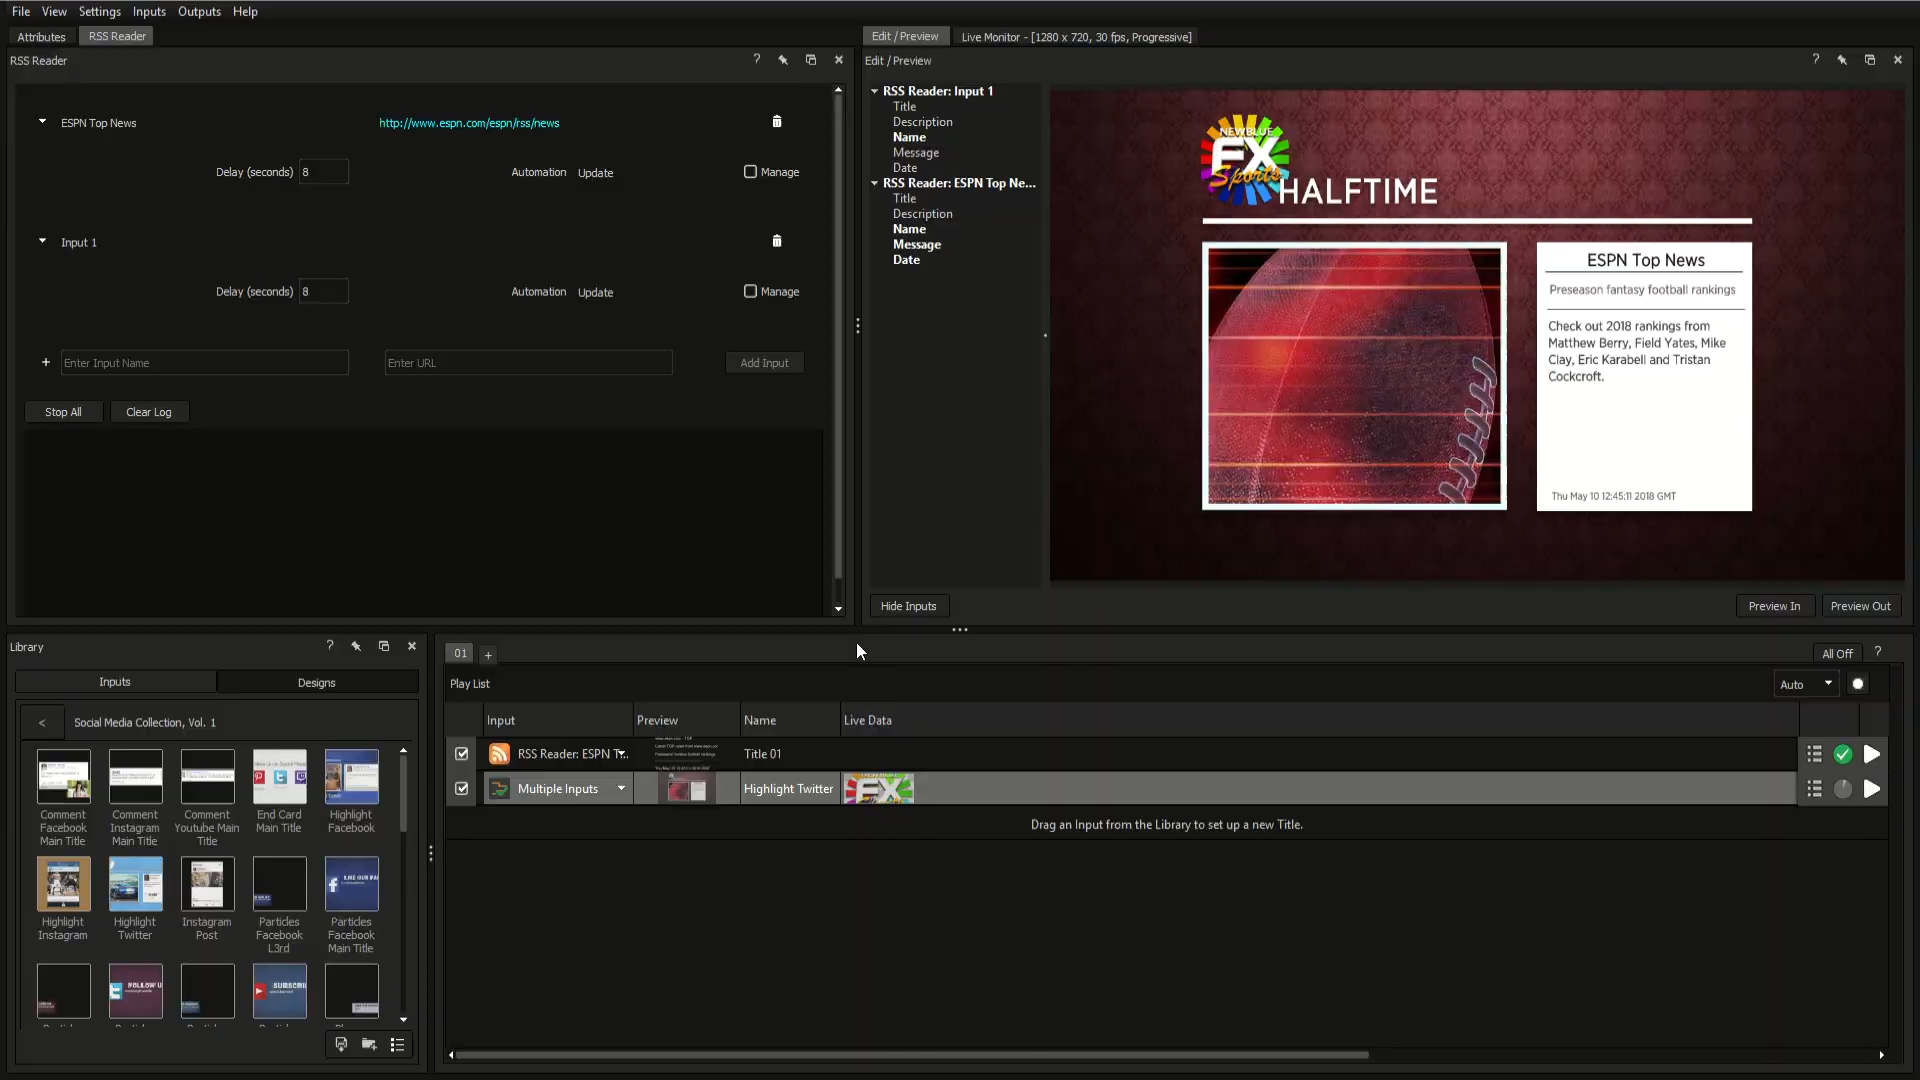 File View Settings Inputs Outputs Help
Attributes RSS Reader
RSS Reader ?
ESPN Top News http://www.espn.com/espn/rss/news
Delay (seconds) 8 Automation Update Manage
Input 1
Delay (seconds) 8 Automation Update Manage
+ Enter Input Name Enter URL Add Input
Stop All Clear Log
Edit / Preview Live Monitor - [1280 x 720, 30 fps, Progressive]
Edit / Preview ?
RSS Reader: Input 1
Title
Description
Name
Message
Date
RSS Reader: ESPN Top Ne...
Title
Description
Name
Message
Date
NEWBLUE
FX
Sports
HALFTIME
ESPN Top News
Preseason fantasy football rankings
Check out 2018 rankings from
Matthew Berry, Field Yates, Mike
Clay, Eric Karabell and Tristan
Cockcroft.
Thu May 10 12:45:11 2018 GMT
Hide Inputs Preview In Preview Out
Library ?
Inputs Designs
< Social Media Collection, Vol. 1
Comment
Facebook
Main Title
Comment
Instagram
Main Title
Comment
Youtube Main
Title
End Card
Main Title
Highlight
Facebook
Highlight
Instagram
Highlight
Twitter
Instagram
Post
Particles
Facebook
L3rd
Particles
Facebook
Main Title
FOLLOW U
SUBSCRI
01 + All Off ?
Play List Auto
Input Preview Name Live Data
RSS Reader: ESPN T... Title 01
Multiple Inputs Highlight Twitter FX
Drag an Input from the Library to set up a new Title.